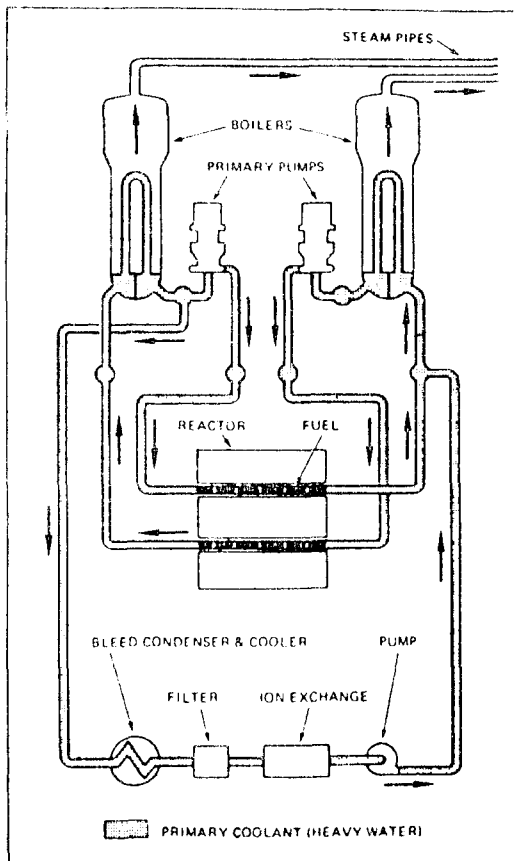 STEAM PIPES
BOILERS
PRIMARY PUMPS
REACTOR
FUEL
BLEED CONDENSER & COOLER
PUMP
FILTER
ION EXCHANGE
PRIMARY COOLANT (HEAVY WATER)